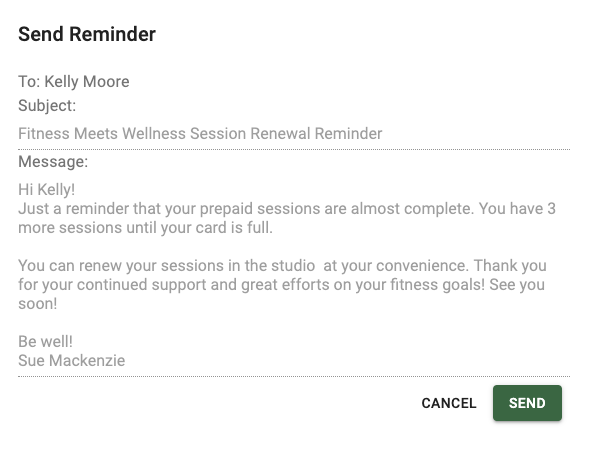 Send Reminder
To: Kelly Moore
Subject:
Fitness Meets Wellness Session Renewal Reminder
Message:
Hi Kelly!
Just a reminder that your prepaid sessions are almost complete. You have 3
more sessions until your card is full.
You can renew your sessions in the studio  at your convenience. Thank you
for your continued support and great efforts on your fitness goals! See you
soon!
Be well!
Sue Mackenzie
CANCEL SEND